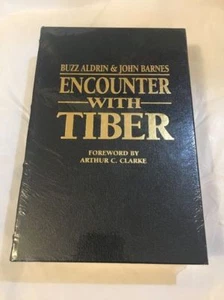 BUZZ ALDRIN & JOHN BARNES
ENCOUNTER
WITH
TIBER
FOREWORD BY
ARTHUR C. CLARKE